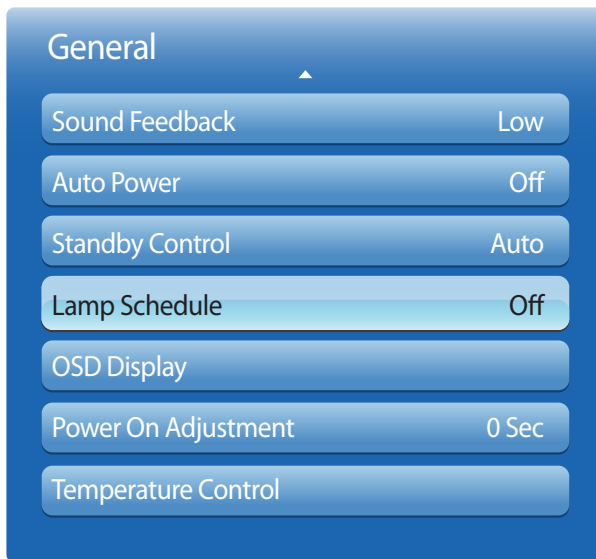 General
Sound Feedback Low
Auto Power Off
Standby Control Auto
Lamp Schedule Off
OSD Display
Power On Adjustment 0 Sec
Temperature Control